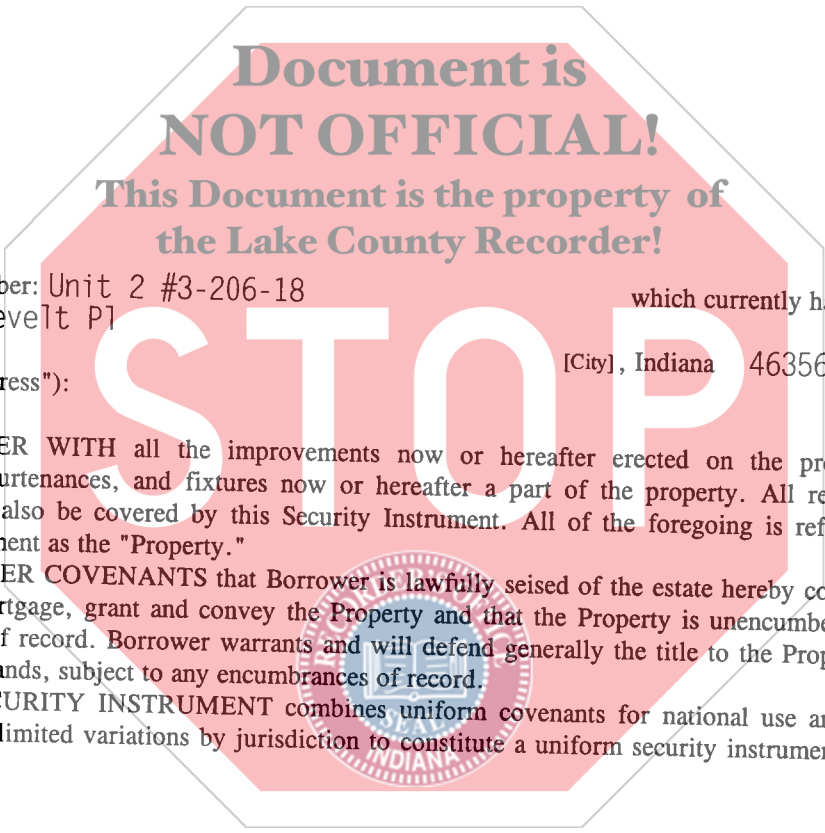 Document is
NOT OFFICIAL!
This Document is the property of
the Lake County Recorder!
ber: Unit 2 #3-206-18
which currently h
evelt Pl
[City], Indiana 46356
ress"):
STOP
ER WITH all the improvements now or hereafter erected on the pr
urtenances, and fixtures now or hereafter a part of the property. All re
also be covered by this Security Instrument. All of the foregoing is ref
nent as the "Property."
ER COVENANTS that Borrower is lawfully seised of the estate hereby co
rtgage, grant and convey the Property and that the Property is unencumbe
f record. Borrower warrants and will defend generally the title to the Prop
ands, subject to any encumbrances of record.
CURITY INSTRUMENT combines uniform covenants for national use a
limited variations by jurisdiction to constitute a uniform security instrumen
RECORDER'S OFFICE
SEAL
INDIANA